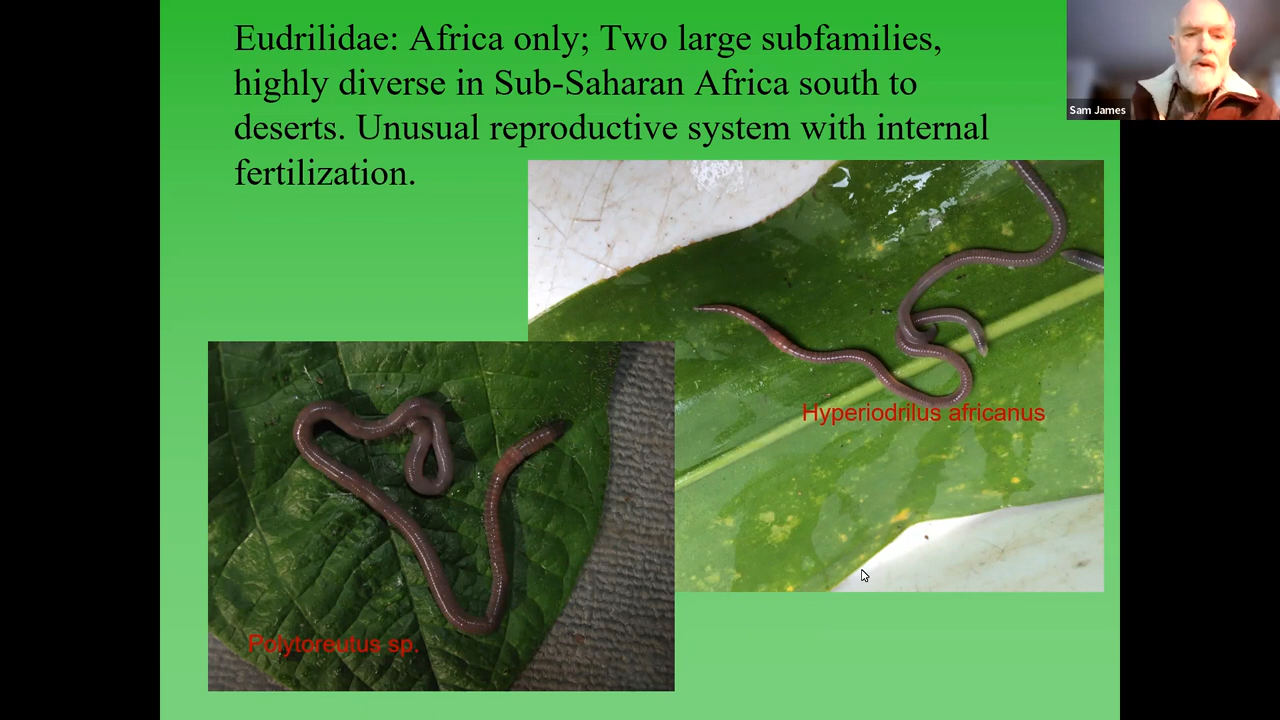 Eudrilidae: Africa only; Two large subfamilies,
highly diverse in Sub-Saharan Africa south to
deserts. Unusual reproductive system with internal
fertilization.
Sam James
Hyperiodrilus africanus
Polytoreutus sp.